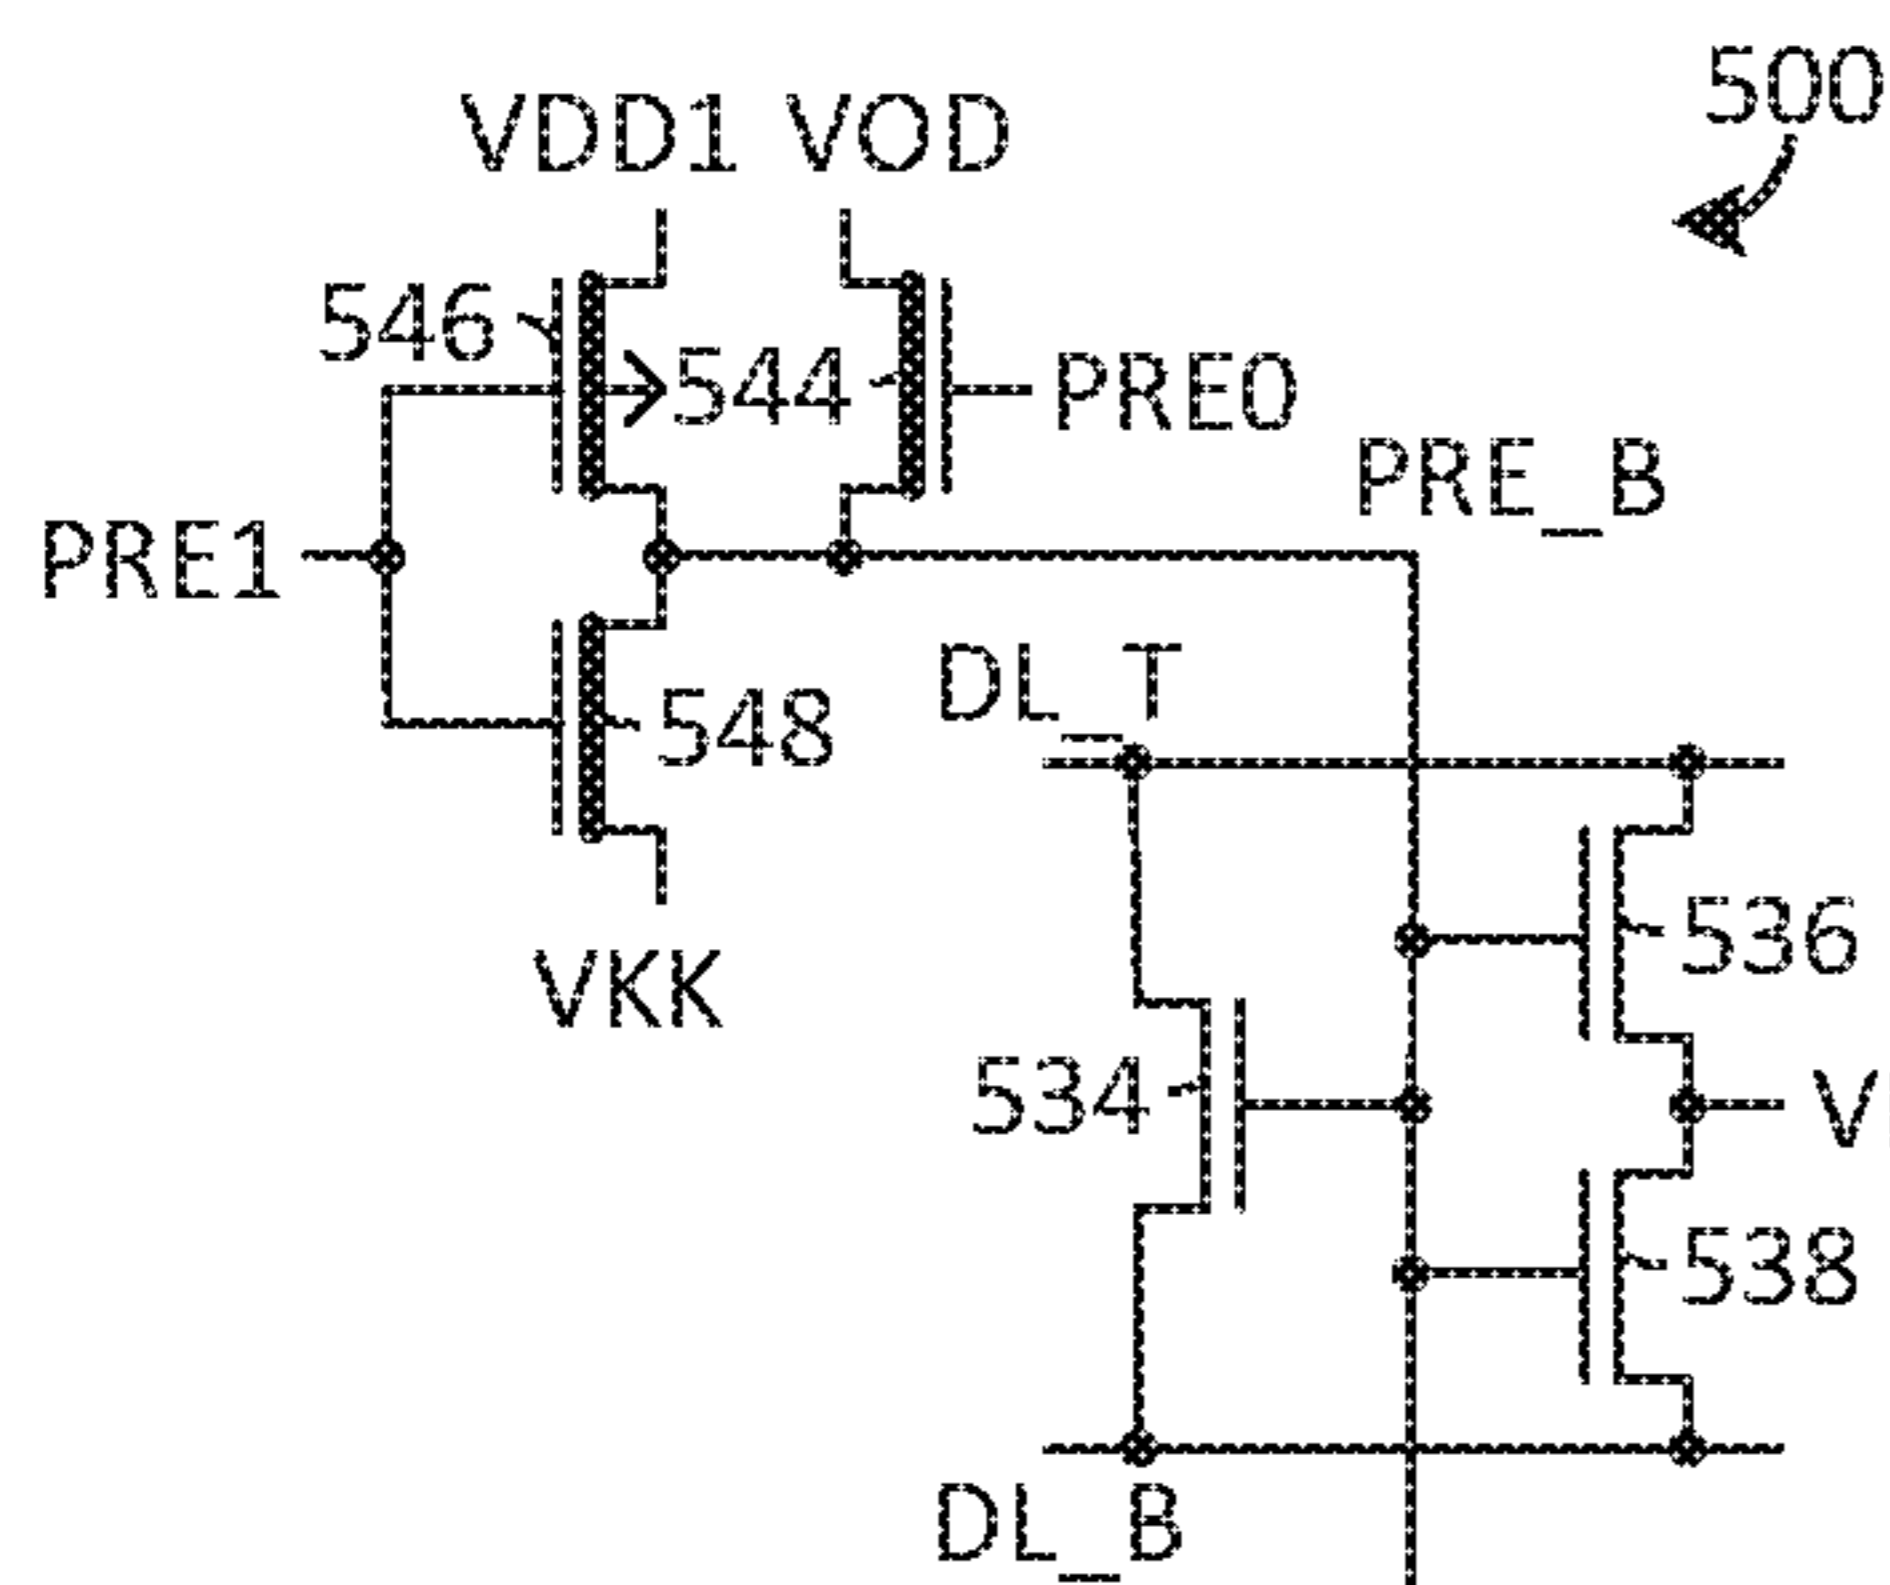 500
VDD1 VOD
546
544
PRE0
PRE_B
PRE1
DL_T
548
536
VKK
534
538
DL_B